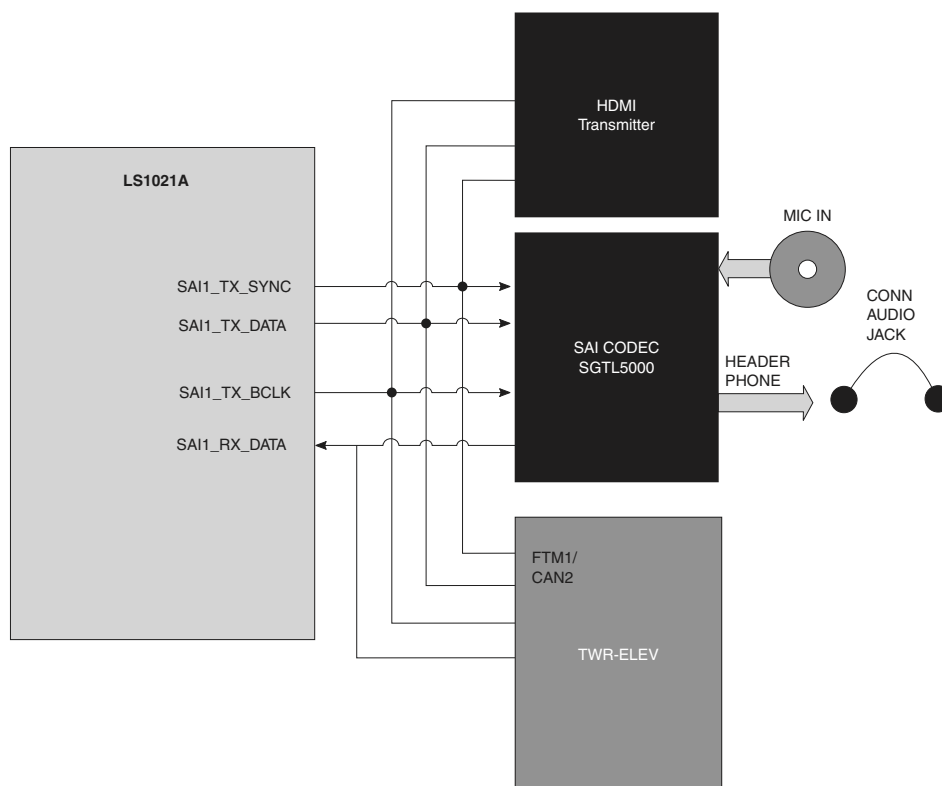 HDMI
Transmitter
LS1021A
MIC IN
SAI1_TX_SYNC
SAI1_TX_DATA
SAI1_TX_BCLK
SAI1_RX_DATA
SAI CODEC
SGTL5000
HEADER
PHONE
CONN
AUDIO
JACK
FTM1/
CAN2
TWR-ELEV